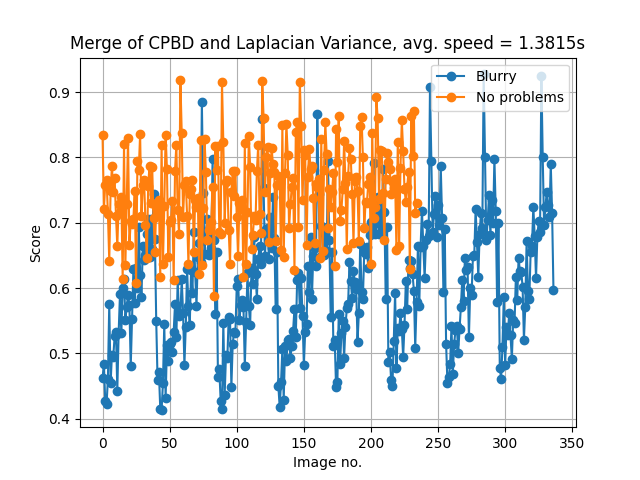 Merge of CPBD and Laplacian Variance, avg. speed = 1.3815s
Blurry
No problems
0.9
0.8
0.7
0.6
0.5
0.4
Score
0 50 100 150 200 250 300 350
Image no.